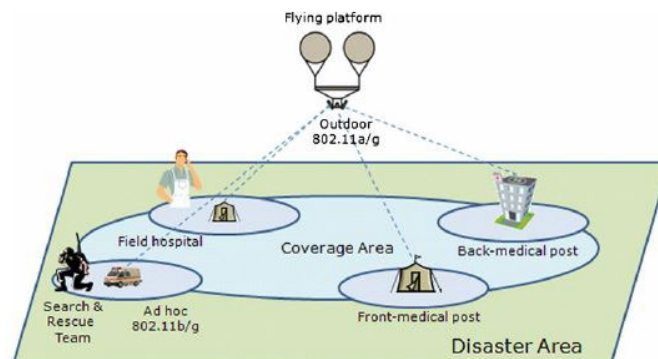 Flying platform
Outdoor
802.11a/g
Field hospital
Coverage Area
Back-medical post
Search &
Rescue
Team
Ad hoc
802.11b/g
Front-medical post
Disaster Area